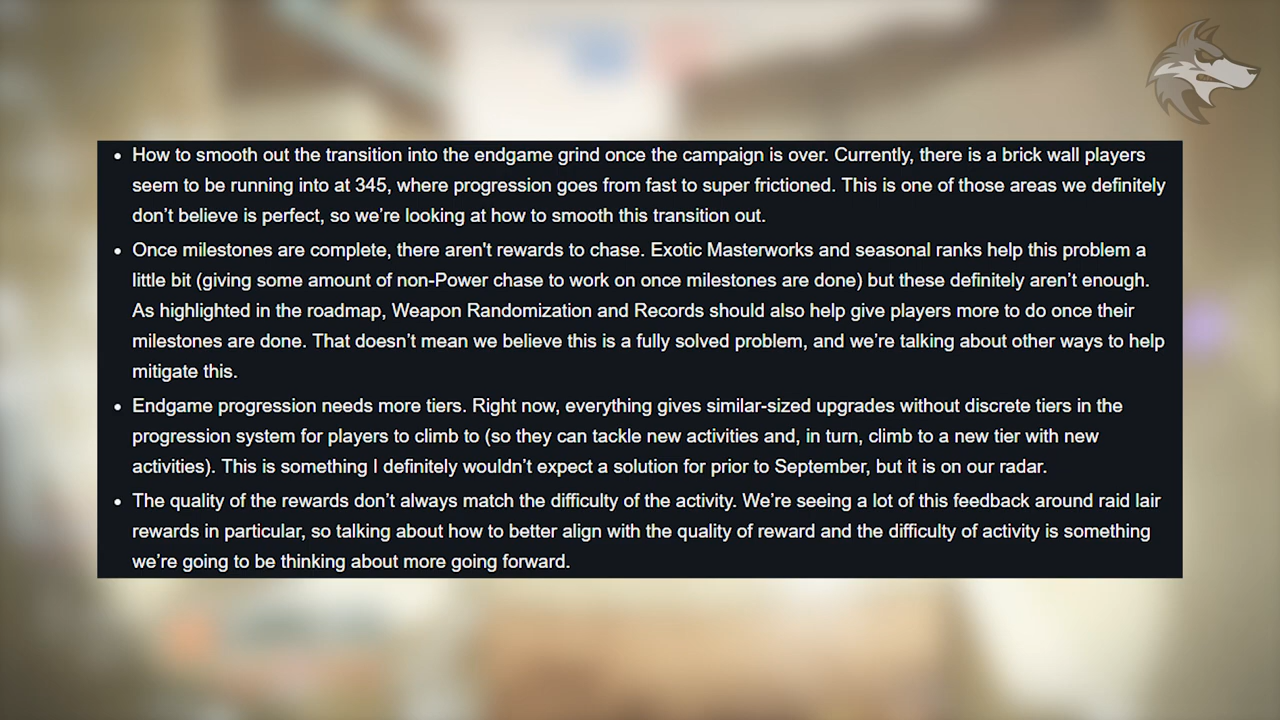 • How to smooth out the transition into the endgame grind once the campaign is over. Currently, there is a brick wall players
seem to be running into at 345, where progression goes from fast to super frictioned. This is one of those areas we definitely
don’t believe is perfect, so we’re looking at how to smooth this transition out.
• Once milestones are complete, there aren't rewards to chase. Exotic Masterworks and seasonal ranks help this problem a
little bit (giving some amount of non-Power chase to work on once milestones are done) but these definitely aren’t enough.
As highlighted in the roadmap, Weapon Randomization and Records should also help give players more to do once their
milestones are done. That doesn’t mean we believe this is a fully solved problem, and we’re talking about other ways to help
mitigate this.
• Endgame progression needs more tiers. Right now, everything gives similar-sized upgrades without discrete tiers in the
progression system for players to climb to (so they can tackle new activities and, in turn, climb to a new tier with new
activities). This is something I definitely wouldn’t expect a solution for prior to September, but it is on our radar.
• The quality of the rewards don’t always match the difficulty of the activity. We’re seeing a lot of this feedback around raid lair
rewards in particular, so talking about how to better align with the quality of reward and the difficulty of activity is something
we’re going to be thinking about more going forward.